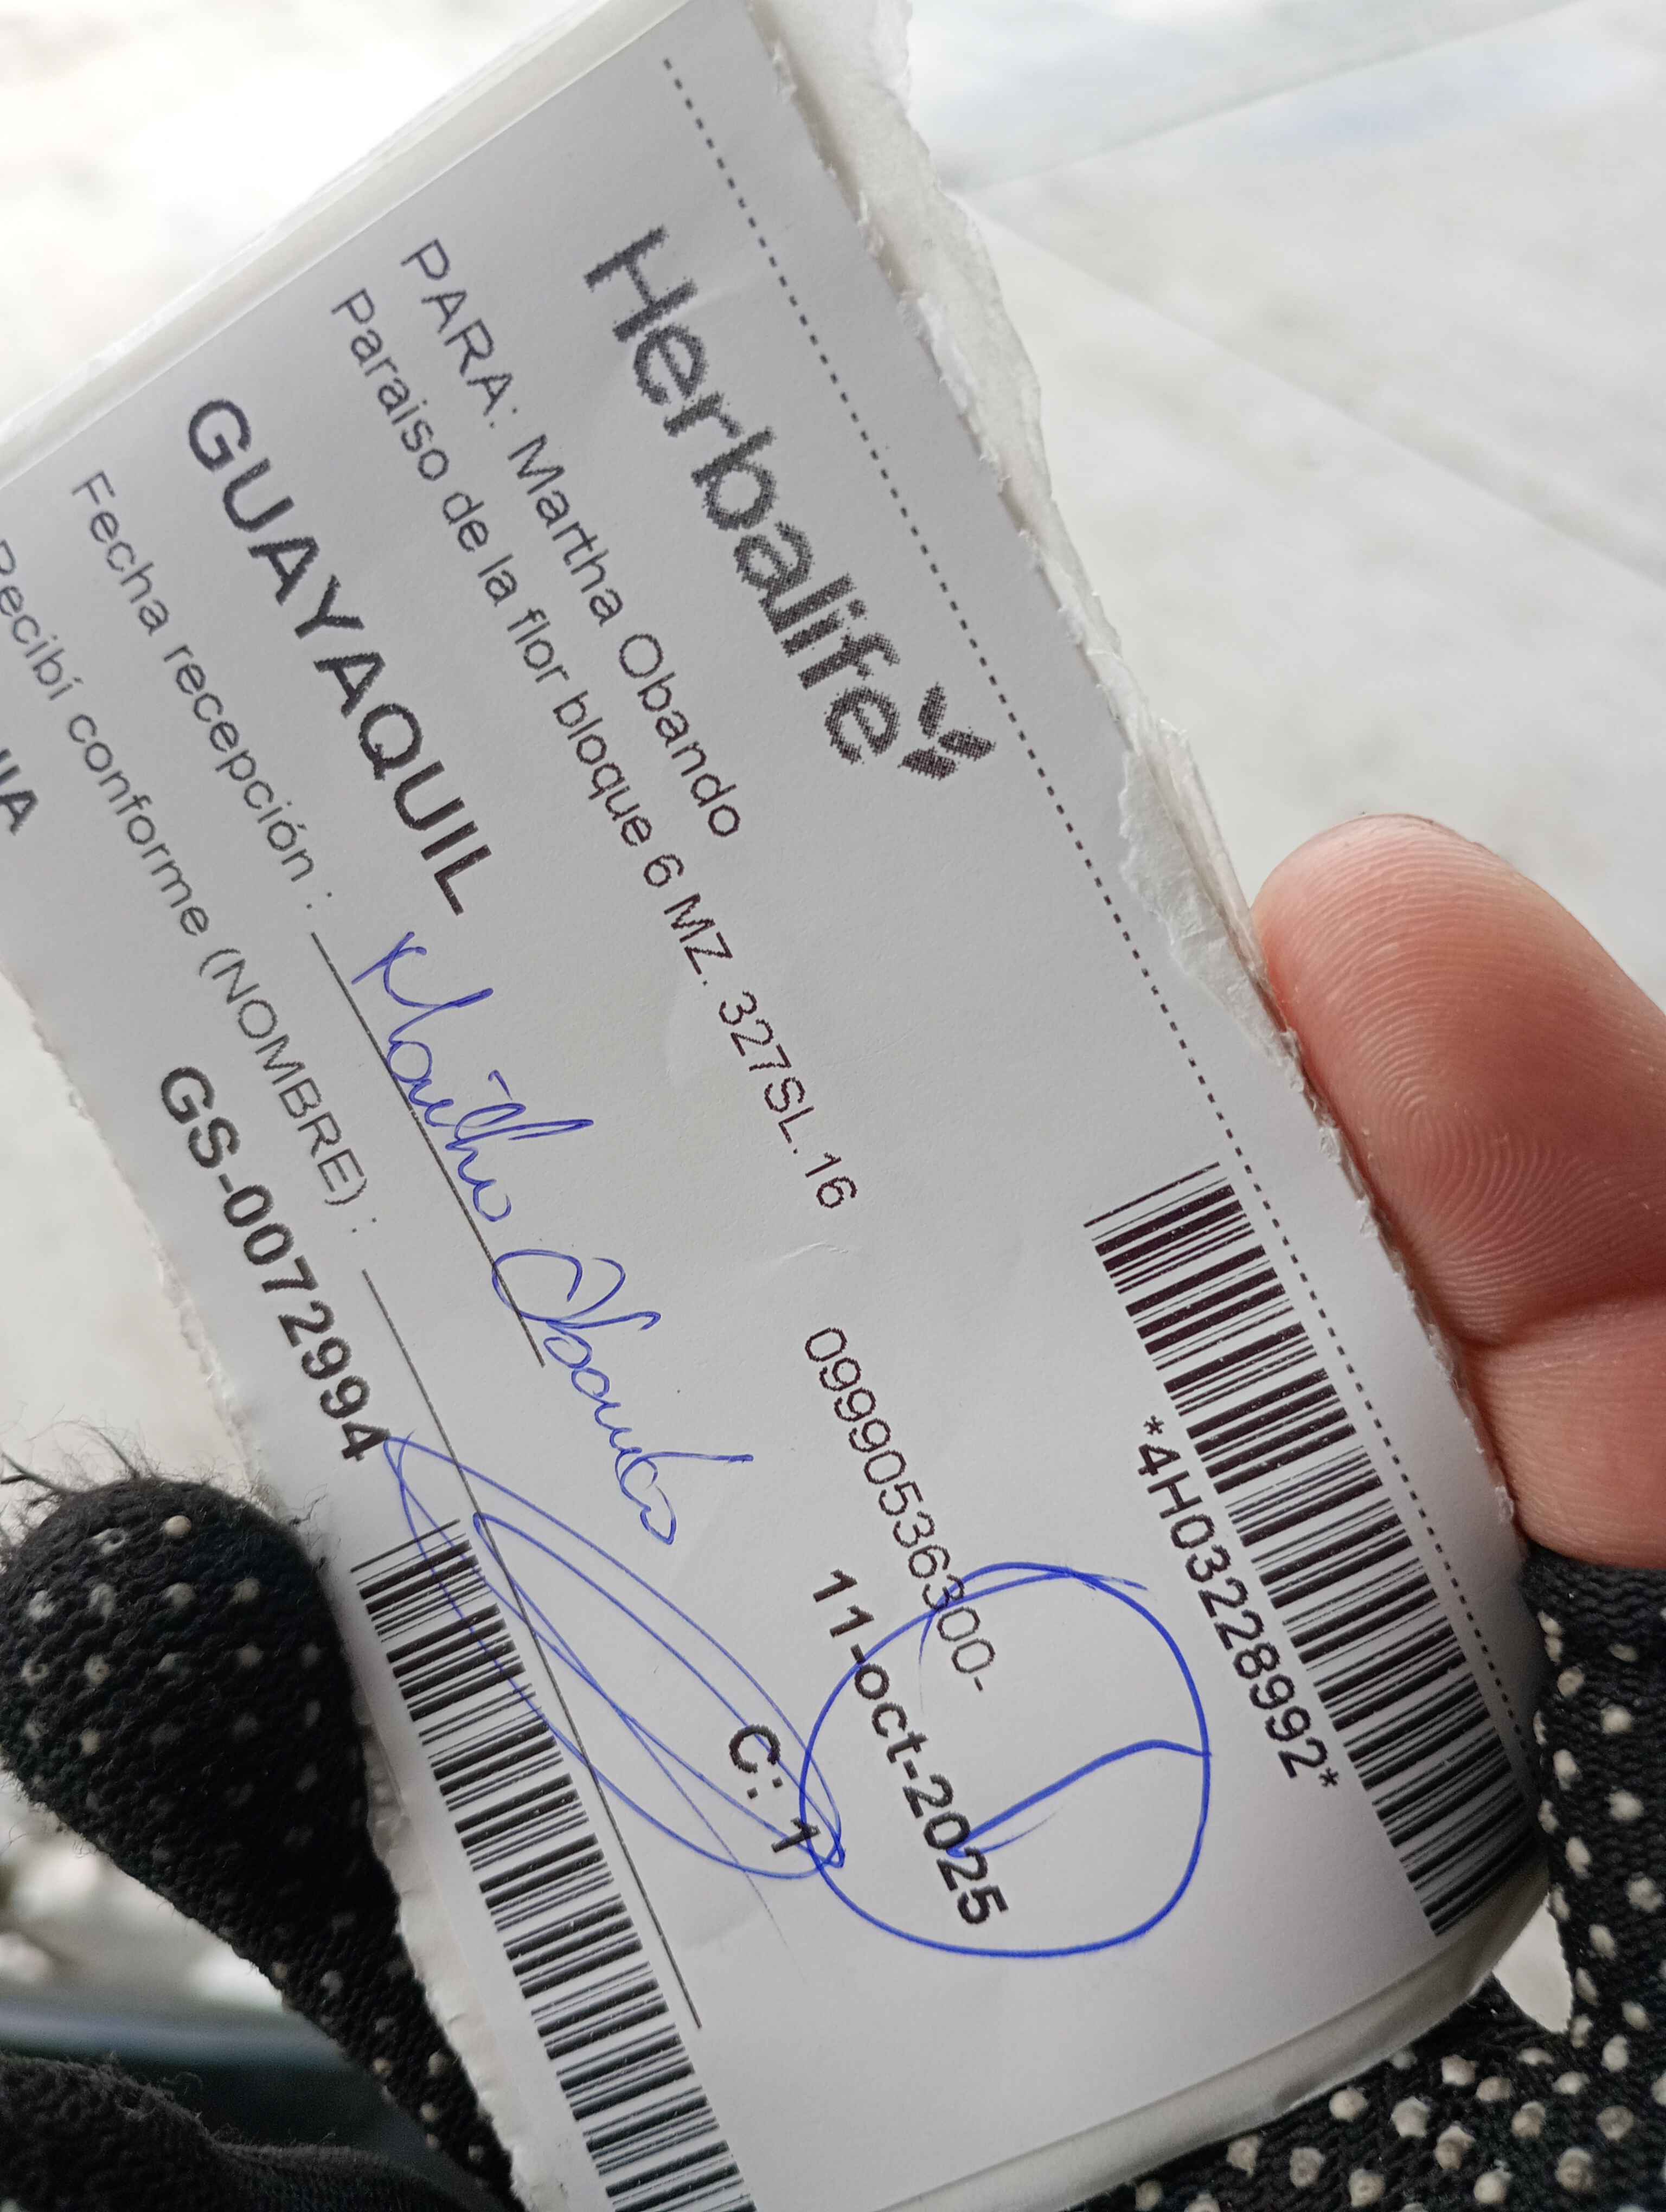 Herbalife
*4H03228992*
PARA: Martha Obando
Paraiso de la flor bloque 6 MZ. 327SL.16 09990536300-
GUAYAQUIL
11-oct-2025
C: 1
Fecha recepción :
Martha Obando
Recibí conforme (NOMBRE) :
GS-0072994